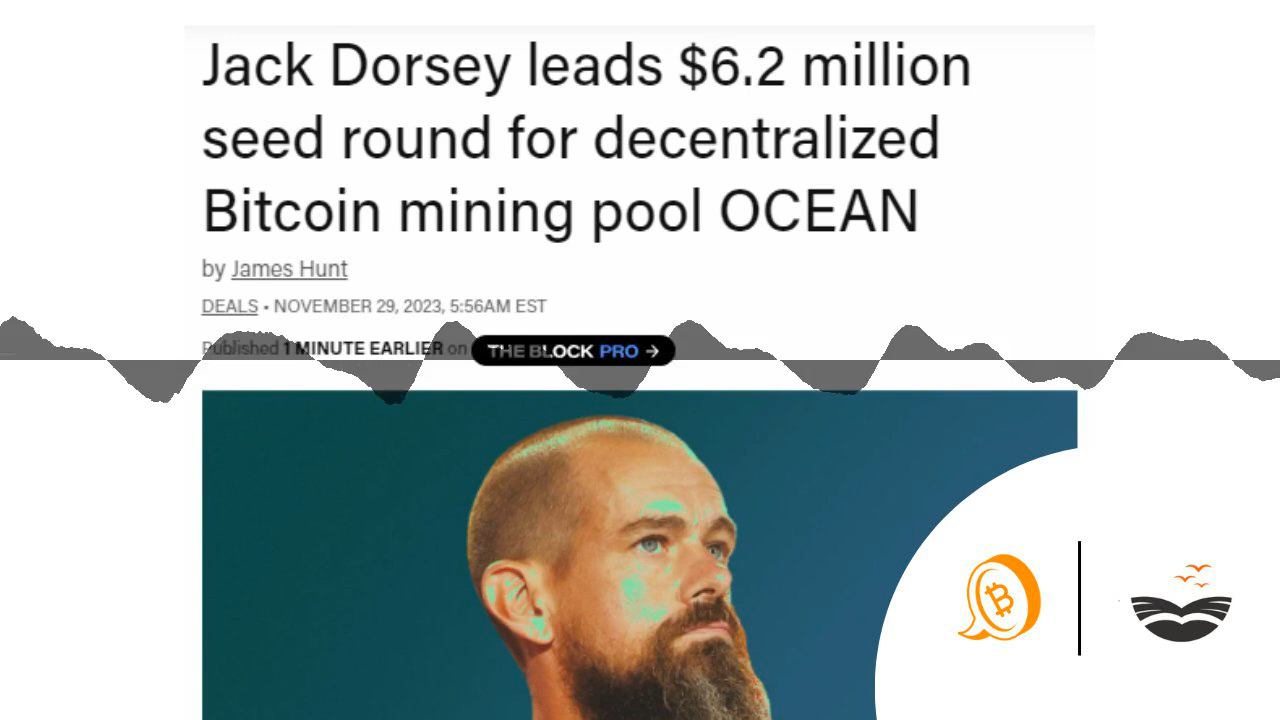 Jack Dorsey leads $6.2 million
seed round for decentralized
Bitcoin mining pool OCEAN
by James Hunt
DEALS • NOVEMBER 29, 2023, 5:56AM EST
Published 1 MINUTE EARLIER on THE BLOCK PRO →